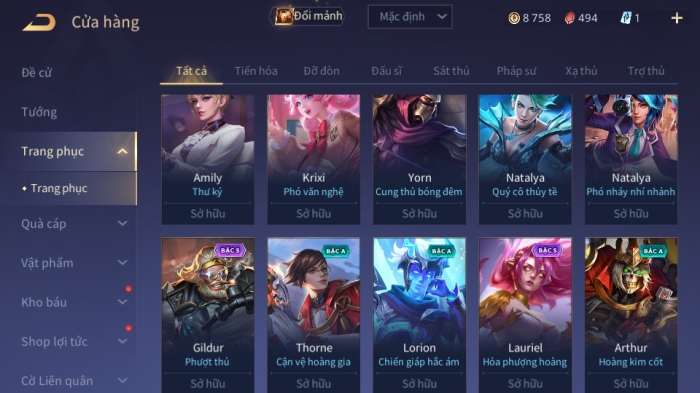 Cửa hàng
Đổi mảnh
Mặc định
8 758
494
1
Đề cử
Tướng
Trang phục
Trang phục
Quà cáp
Vật phẩm
Kho báu
Shop lợi tức
Cờ Liên quân
Tất cả
Tiến hóa
Đỡ đòn
Đấu sĩ
Sát thủ
Pháp sư
Xạ thủ
Trợ thủ
Amily
Thư ký
Sở hữu
Krixi
Phó văn nghệ
Sở hữu
Yorn
Cung thủ bóng đêm
Sở hữu
Natalya
Quý cô thủy tề
Sở hữu
Natalya
Phó nháy nhí nhảnh
Sở hữu
BẬC S
Gildur
Phượt thủ
Sở hữu
BẬC A
Thorne
Cận vệ hoàng gia
Sở hữu
BẬC A
Lorion
Chiến giáp hắc ám
Sở hữu
BẬC S
Lauriel
Hỏa phượng hoàng
Sở hữu
BẬC A
Arthur
Hoàng kim cốt
Sở hữu